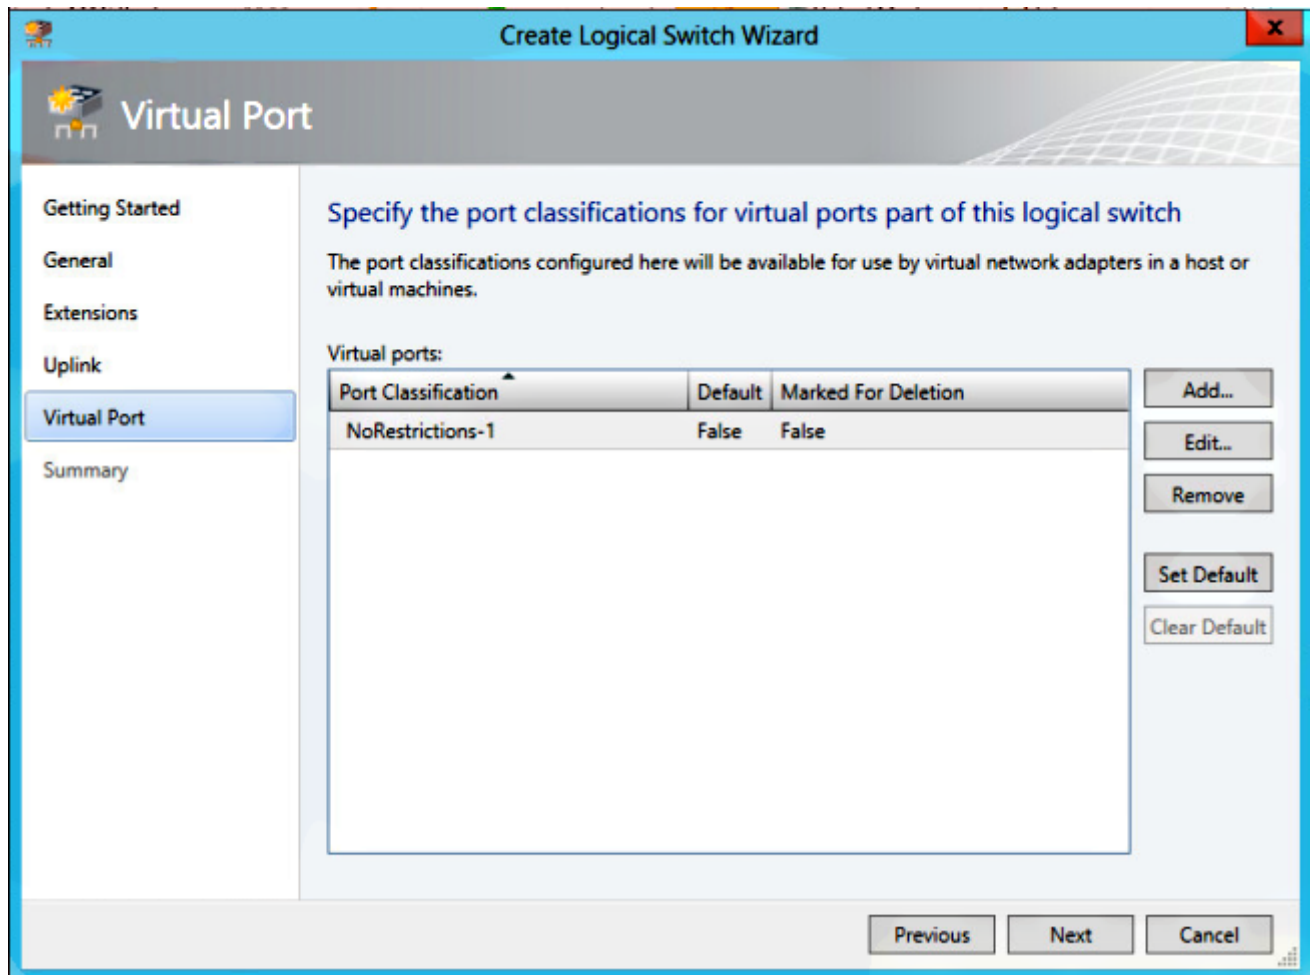 Create Logical Switch Wizard
x
Virtual Port
Getting Started
General
Extensions
Uplink
Virtual Port
Summary
Specify the port classifications for virtual ports part of this logical switch
The port classifications configured here will be available for use by virtual network adapters in a host or
virtual machines.
Virtual ports:
Port Classification Default Marked For Deletion
NoRestrictions-1 False False
Add...
Edit...
Remove
Set Default
Clear Default
Previous Next Cancel